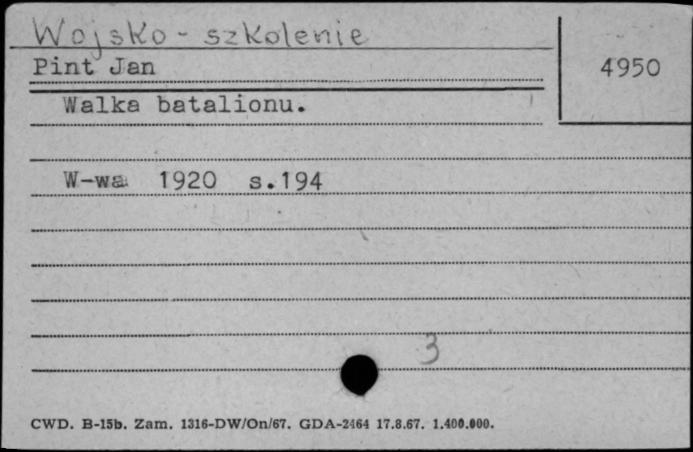 Wojsko - szkolenie
Pint Jan
4950
Walka batalionu.
W-wa 1920 s.194
3
CWD. B-15b. Zam. 1316-DW/On/67. GDA-2464 17.8.67. 1.400.000.